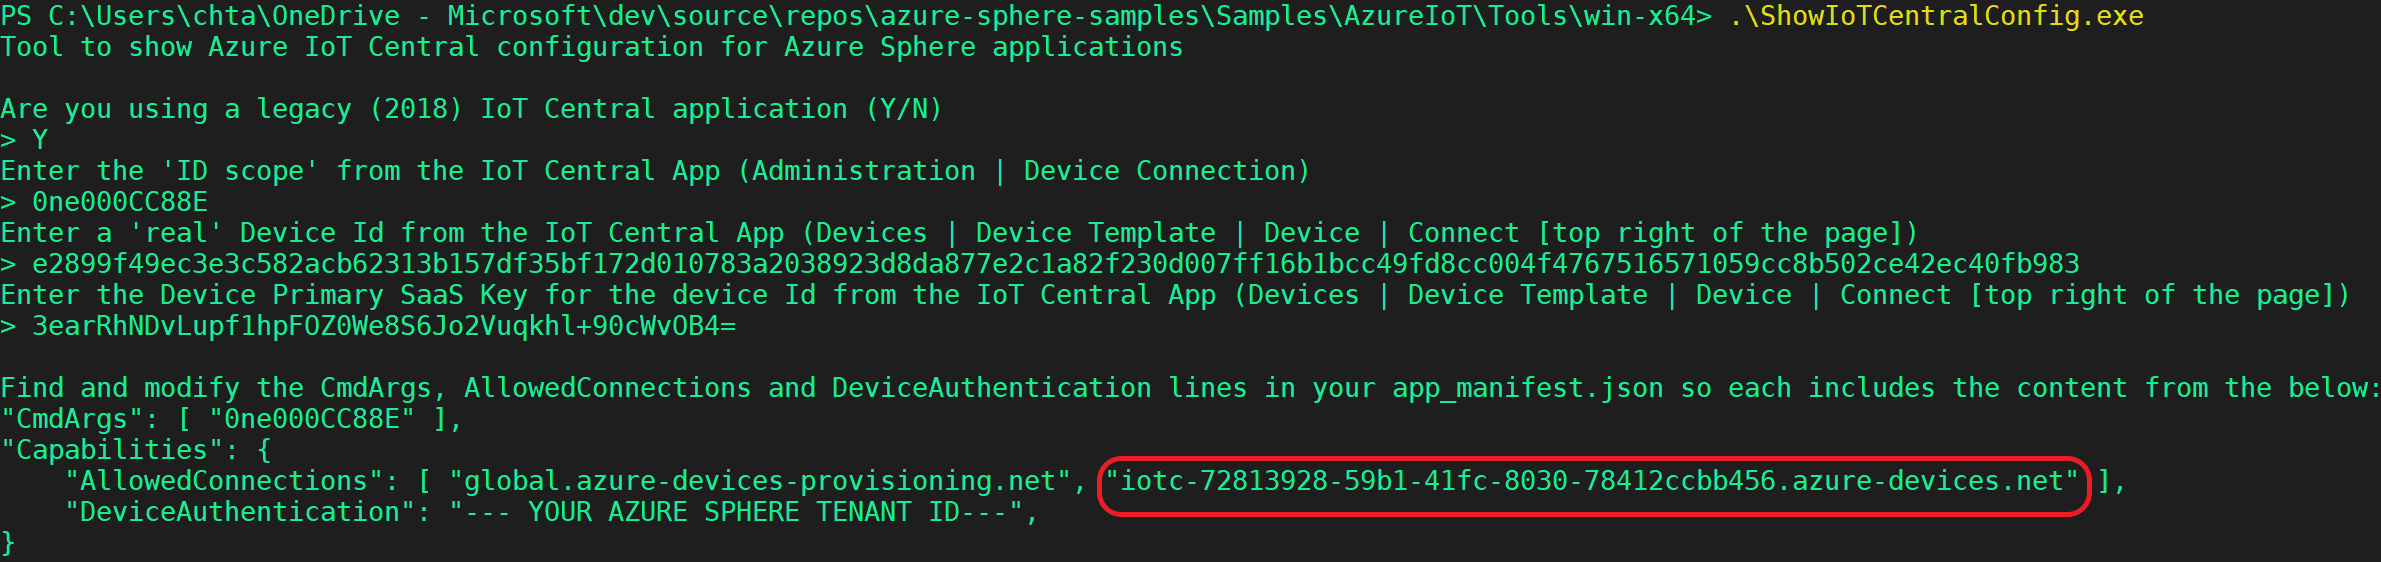 PS C:\Users\chta\OneDrive - Microsoft\dev\source\repos\azure-sphere-samples\Samples\AzureIoT\Tools\win-x64> .\ShowIoTCentralConfig.exe
Tool to show Azure IoT Central configuration for Azure Sphere applications
Are you using a legacy (2018) IoT Central application (Y/N)
> Y
Enter the 'ID scope' from the IoT Central App (Administration | Device Connection)
> 0ne000CC88E
Enter a 'real' Device Id from the IoT Central App (Devices | Device Template | Device | Connect [top right of the page])
> e2899f49ec3e3c582acb62313b157df35bf172d010783a2038923d8da877e2c1a82f230d007ff16b1bcc49fd8cc004f4767516571059cc8b502ce42ec40fb983
Enter the Device Primary SaaS Key for the device Id from the IoT Central App (Devices | Device Template | Device | Connect [top right of the page])
> 3earRhNDvLupf1hpFOZ0We8S6Jo2Vuqkhl+90cWvOB4=
Find and modify the CmdArgs, AllowedConnections and DeviceAuthentication lines in your app_manifest.json so each includes the content from the below:
"CmdArgs": [ "0ne000CC88E" ],
"Capabilities": {
    "AllowedConnections": [ "global.azure-devices-provisioning.net", "iotc-72813928-59b1-41fc-8030-78412ccbb456.azure-devices.net" ],
    "DeviceAuthentication": "--- YOUR AZURE SPHERE TENANT ID---",
}